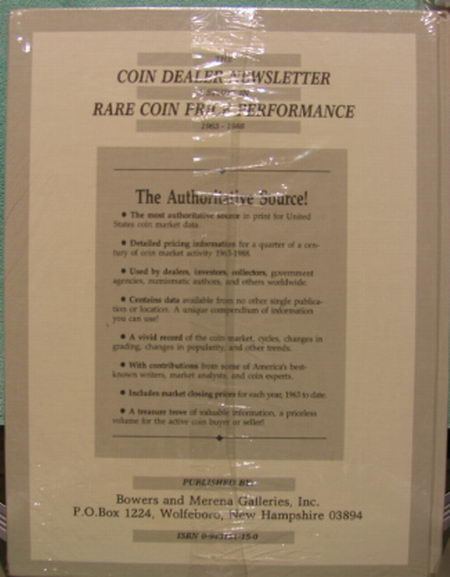 THE
COIN DEALER NEWSLETTER
RARE COIN PRICE PERFORMANCE
1963 - 1988
The Authoritative Source!
● The most authoritative source in print for United
States coin market data.
● Detailed pricing information for a quarter of a cen-
tury of coin market activity 1963-1988.
● Used by dealers, investors, collectors, government
agencies, numismatic authors, and others worldwide.
● Contains data available from no other single publica-
tion or location. A unique compendium of information
you can use!
● A vivid record of the coin market, cycles, changes in
grading, changes in popularity, and other trends.
● With contributions from some of America's best-
known writers, market analysts, and coin experts.
● Includes market closing prices for each year, 1963 to date.
● A treasure trove of valuable information, a priceless
volume for the active coin buyer or seller!
PUBLISHED BY:
Bowers and Merena Galleries, Inc.
P.O.Box 1224, Wolfeboro, New Hampshire 03894
ISBN